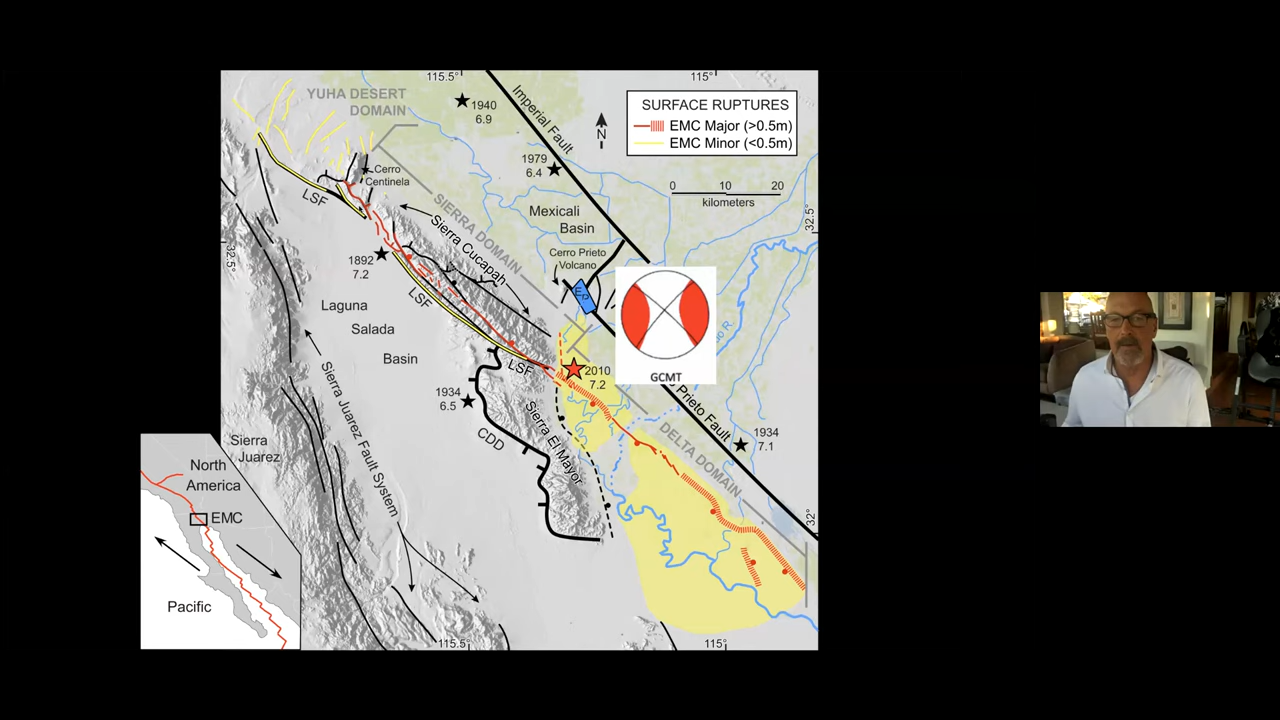 115.5°
115°
YUHA DESERT
DOMAIN
1940
6.9
Imperial Fault
N
SURFACE RUPTURES
EMC Major (>0.5m)
EMC Minor (<0.5m)
0 10 20
kilometers
1979
6.4
Cerro
Centinela
LSF
SIERRA DOMAIN
Sierra Cucapah
Mexicali
Basin
Cerro Prieto
Volcano
32.5°
32.5°
1892
7.2
LSF
Laguna
Salada
Basin
GCMT
LSF
2010
7.2
1934
6.5
Sierra Juarez Fault System
Sierra El Mayor
CDD
Prieto Fault
1934
7.1
DELTA DOMAIN
Sierra
Juarez
North
America
EMC
Pacific
32°
115.5°
115°